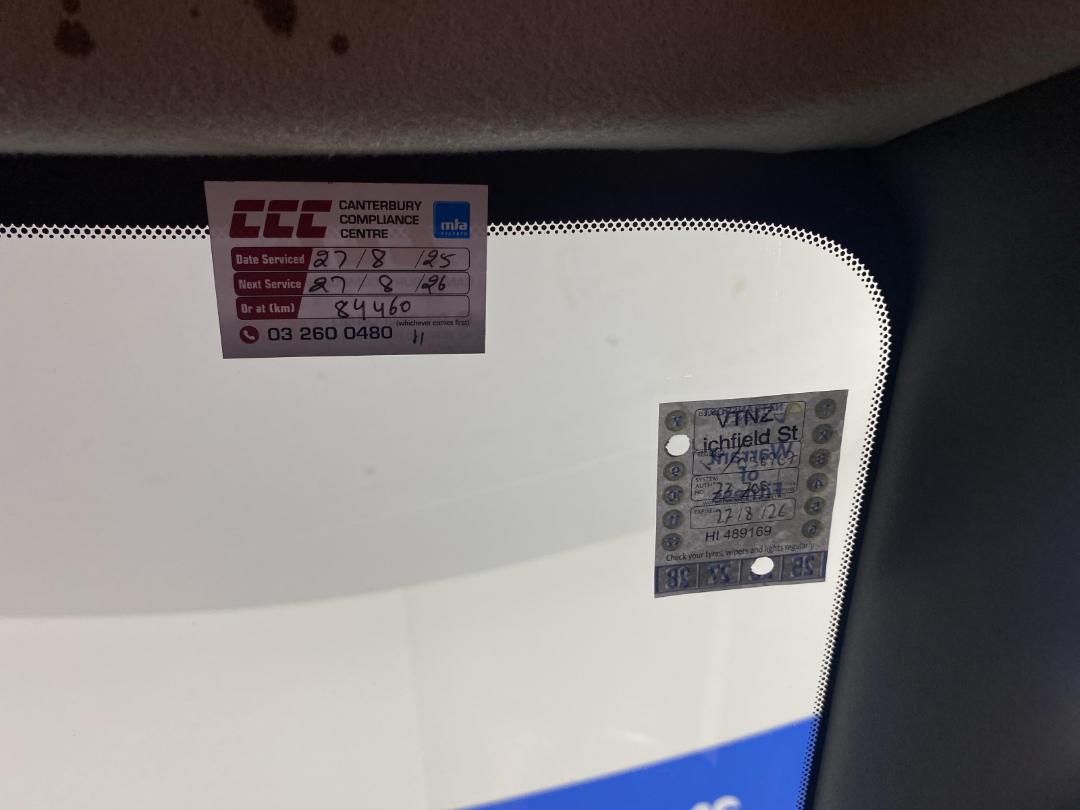 CCC CANTERBURY
COMPLIANCE
CENTRE
mta
Date Serviced 27/8/25
Next Service 27/8/26
Or at (km) 84460
(whichever comes first)
03 260 0480
VTNZ
ichfield St
27/8/26
HI 489169
Check your tyres, wipers and lights regularly